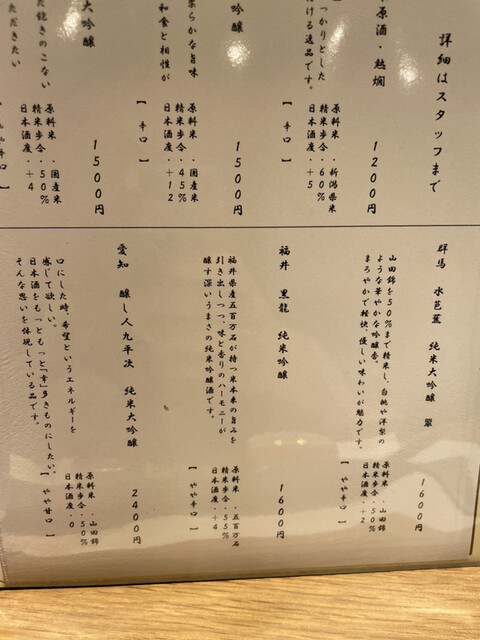 詳細はスタッフまで
原酒・熱燗
1200円
っかりとした
ける逸品です。
原料米 ・新潟県米
精米歩合・60%
日本酒度・+5
【 辛口 】
吟醸
1500円
柔らかな旨味
和食と相性が
原料米 ・国産米
精米歩合・45%
日本酒度・+12
【 辛口 】
大吟醸
1500円
た飽きのこない
ただきたい
原料米 ・国産米
精米歩合・50%
日本酒度・+4
辛口 】
群馬 水芭蕉 純米大吟醸 翠
1600円
山田錦を50%まで精米し、白桃や洋梨の
ような華やかな吟醸香。
まろやかで軽快。優しい味わいが魅力です。
原料米 ・山田錦
精米歩合・50%
日本酒度・+2
【 やや辛口 】
福井 黒龍 純米吟醸
1600円
福井県産五百万石が持つ米本来の旨みを
引き出しつつ、味と香りのハーモニーが
醸す深いうまさの純米吟醸酒です。
原料米 ・五百万石
精米歩合・55%
日本酒度・+4
【 やや辛口 】
愛知 醸し人九平次 純米大吟醸
2400円
口にした時、希望というエネルギーを
感じて欲しい。
日本酒をもっともっと「幸」多きものにしたい。
そんな思いを体現している品です。
原料米 ・山田錦
精米歩合・50%
日本酒度・0
【 やや甘口 】